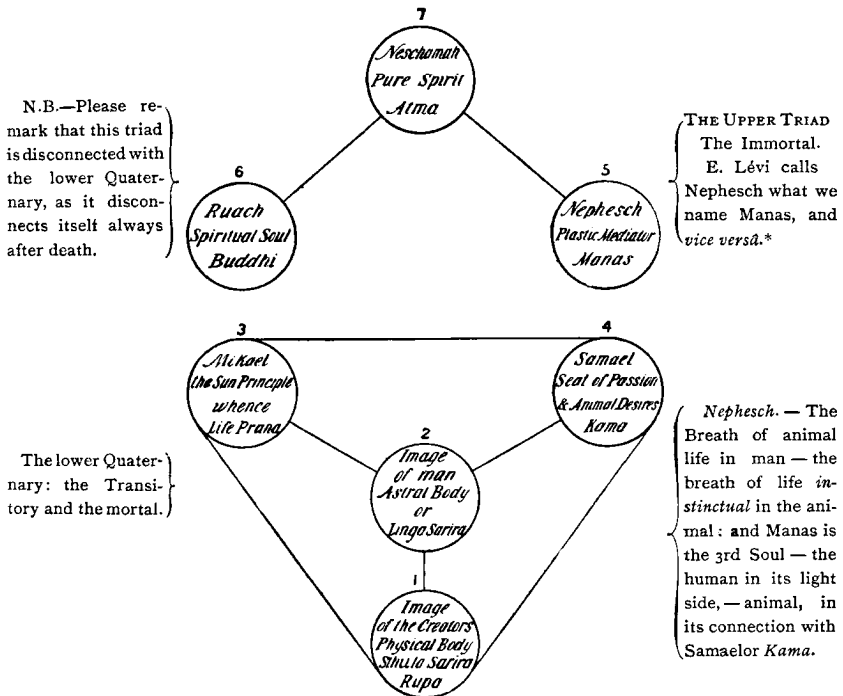 7
Neschamah
Pure Spirit
Atma
N.B.—Please re-
mark that this triad
is disconnected with
the lower Quater-
nary, as it discon-
nects itself always
after death.
6
Ruach
Spiritual Soul
Buddhi
5
Nephesch
Plastic Mediator
Manas
THE UPPER TRIAD
The Immortal.
E. Lévi calls
Nephesch what we
name Manas, and
vice versâ.*
3
Mikael
the Sun Principle
whence
Life Prana
4
Samael
Seat of Passion
& Animal Desires
Kama
2
Image
of man
Astral Body
or
Linga Sarira
The lower Quater-
nary: the Transi-
tory and the mortal.
1
Image
of the Creators
Physical Body
Sthula Sarira
Rupa
Nephesch. — The
Breath of animal
life in man — the
breath of life in-
stinctual in the ani-
mal: and Manas is
the 3rd Soul — the
human in its light
side, — animal, in
its connection with
Samaelor Kama.